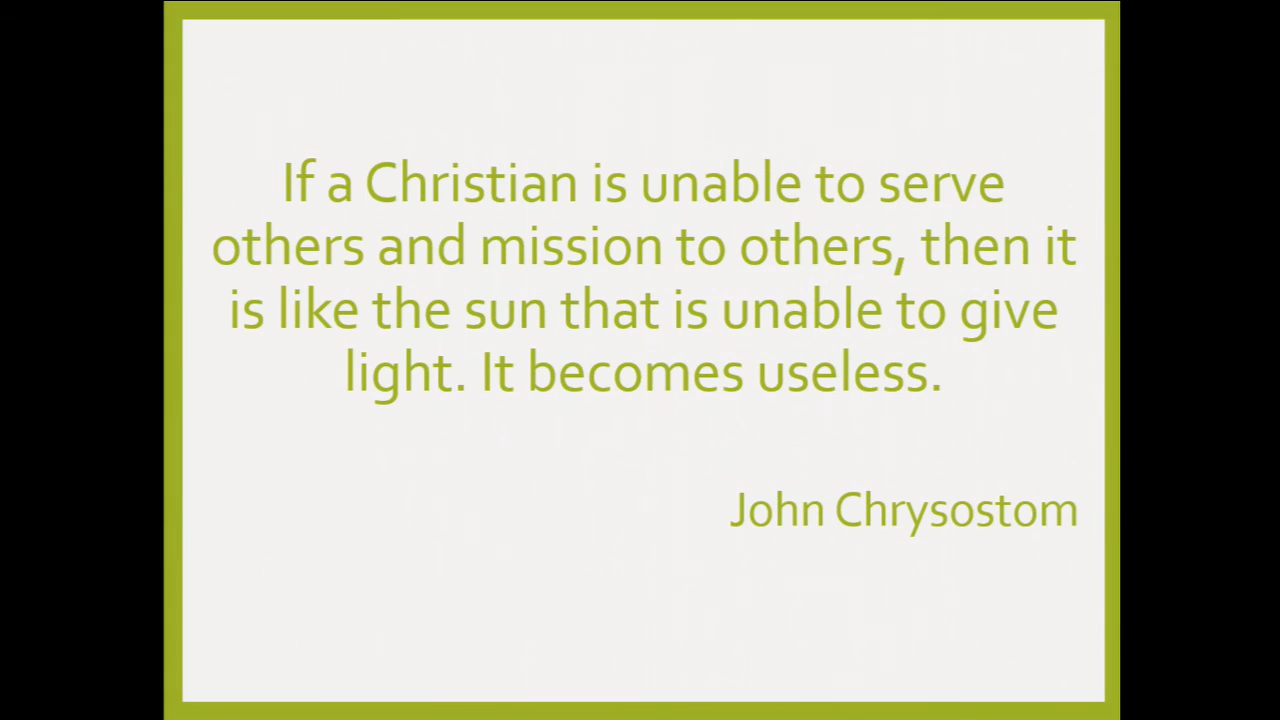 If a Christian is unable to serve
others and mission to others, then it
is like the sun that is unable to give
light. It becomes useless.
John Chrysostom